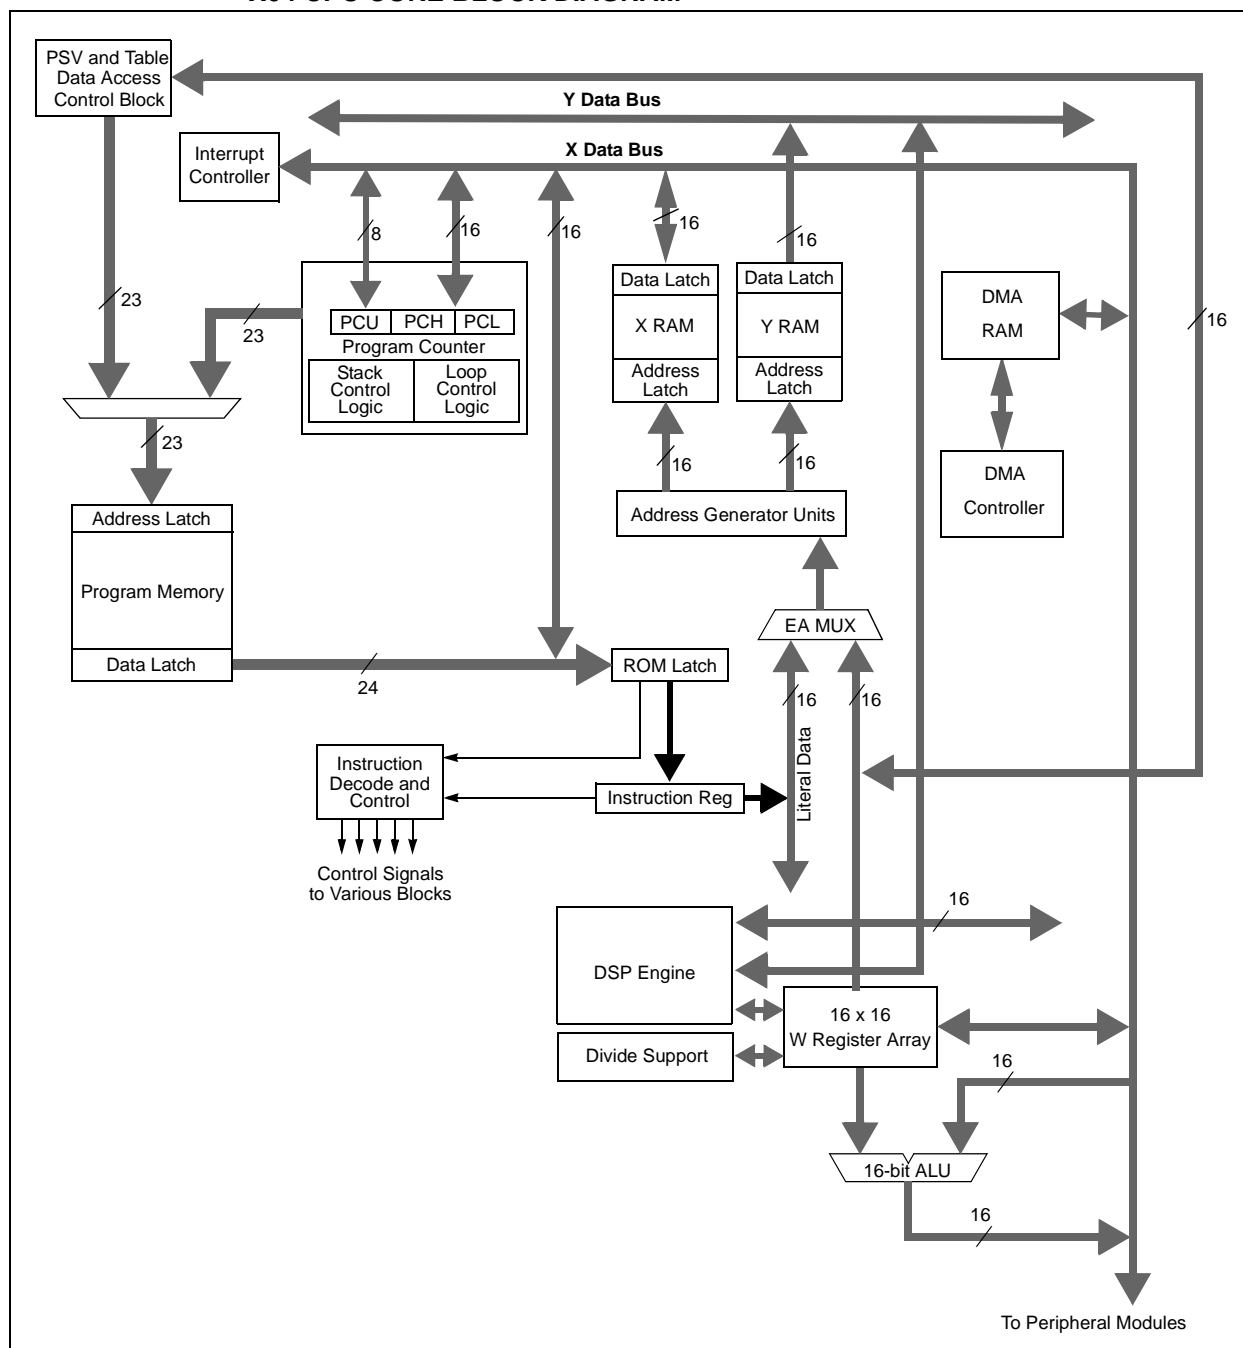 PSV and Table
Data Access
Control Block
Y Data Bus
X Data Bus
Interrupt
Controller
8
16
16
16
16
23
23
16
PCU
PCH
PCL
Program Counter
Stack
Control
Logic
Loop
Control
Logic
Data Latch
X RAM
Address
Latch
Data Latch
Y RAM
Address
Latch
DMA
RAM
23
16
16
DMA
Controller
Address Generator Units
Address Latch
Program Memory
Data Latch
24
ROM Latch
EA MUX
16
16
Literal Data
Instruction
Decode and
Control
Instruction Reg
Control Signals
to Various Blocks
16
DSP Engine
16 x 16
W Register Array
Divide Support
16
16-bit ALU
16
To Peripheral Modules